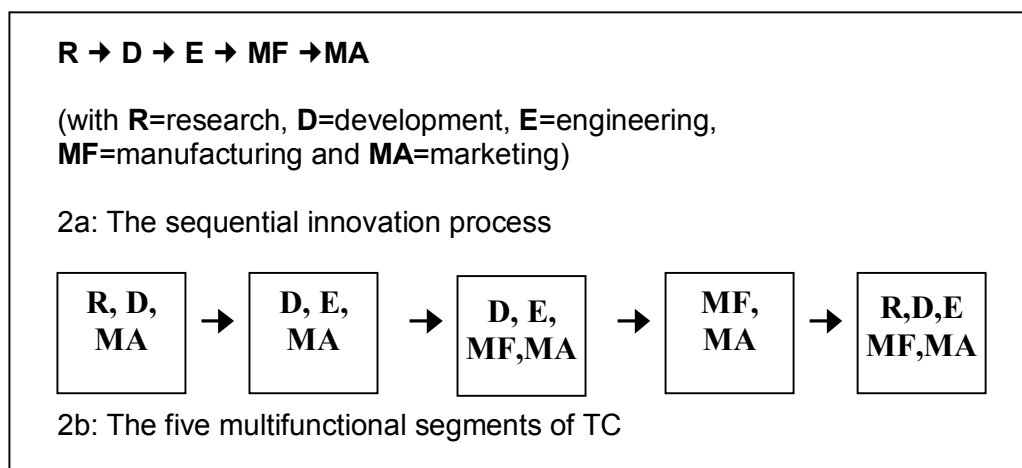 R → D → E → MF →MA
(with R=research, D=development, E=engineering,
MF=manufacturing and MA=marketing)
2a: The sequential innovation process
R, D,
MA
→
D, E,
MA
→
D, E,
MF,MA
→
MF,
MA
→
R,D,E
MF,MA
2b: The five multifunctional segments of TC